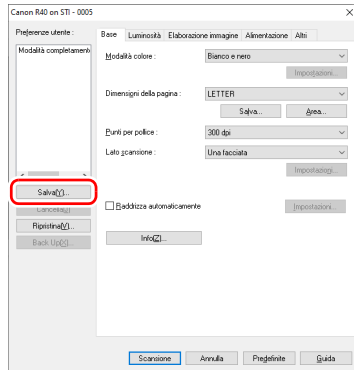 Canon R40 on STI - 0005
Preferenze utente :
Modalità completament
Salva(Y)...
Cancella(J)
Ripristina(V)...
Back Up(X)...
Base Luminosità Elaborazione immagine Alimentazione Altri
Modalità colore : Bianco e nero
Impostazioni...
Dimensioni della pagina : LETTER
Salva... Area...
Punti per pollice : 300 dpi
Lato scansione : Una facciata
Impostazioni...
Raddrizza automaticamente Impostazioni...
Info(Z)...
Scansione Annulla Predefinite Guida